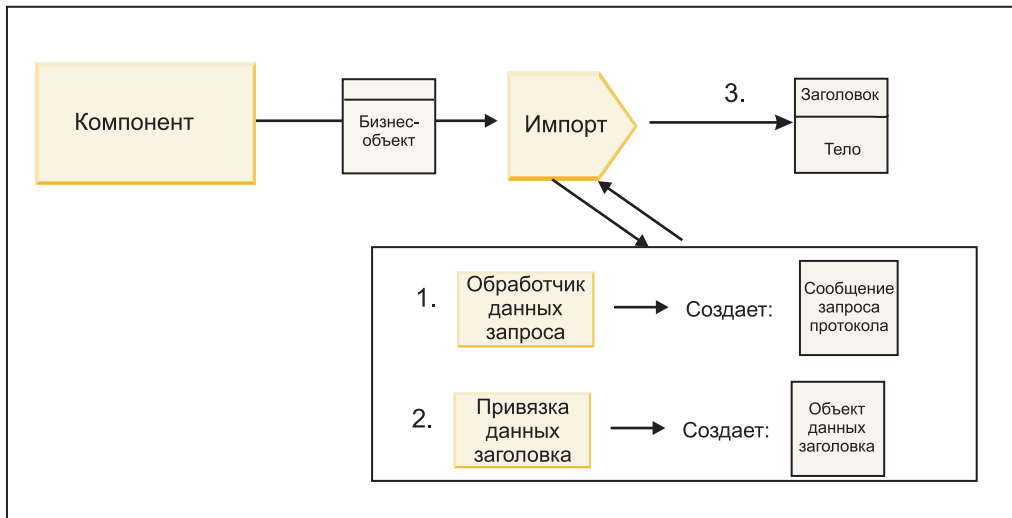 Компонент
Бизнес-
объект
Импорт
3.
Заголовок
Тело
1.
Обработчик
данных
запроса
Создает:
Сообщение
запроса
протокола
2.
Привязка
данных
заголовка
Создает:
Объект
данных
заголовка